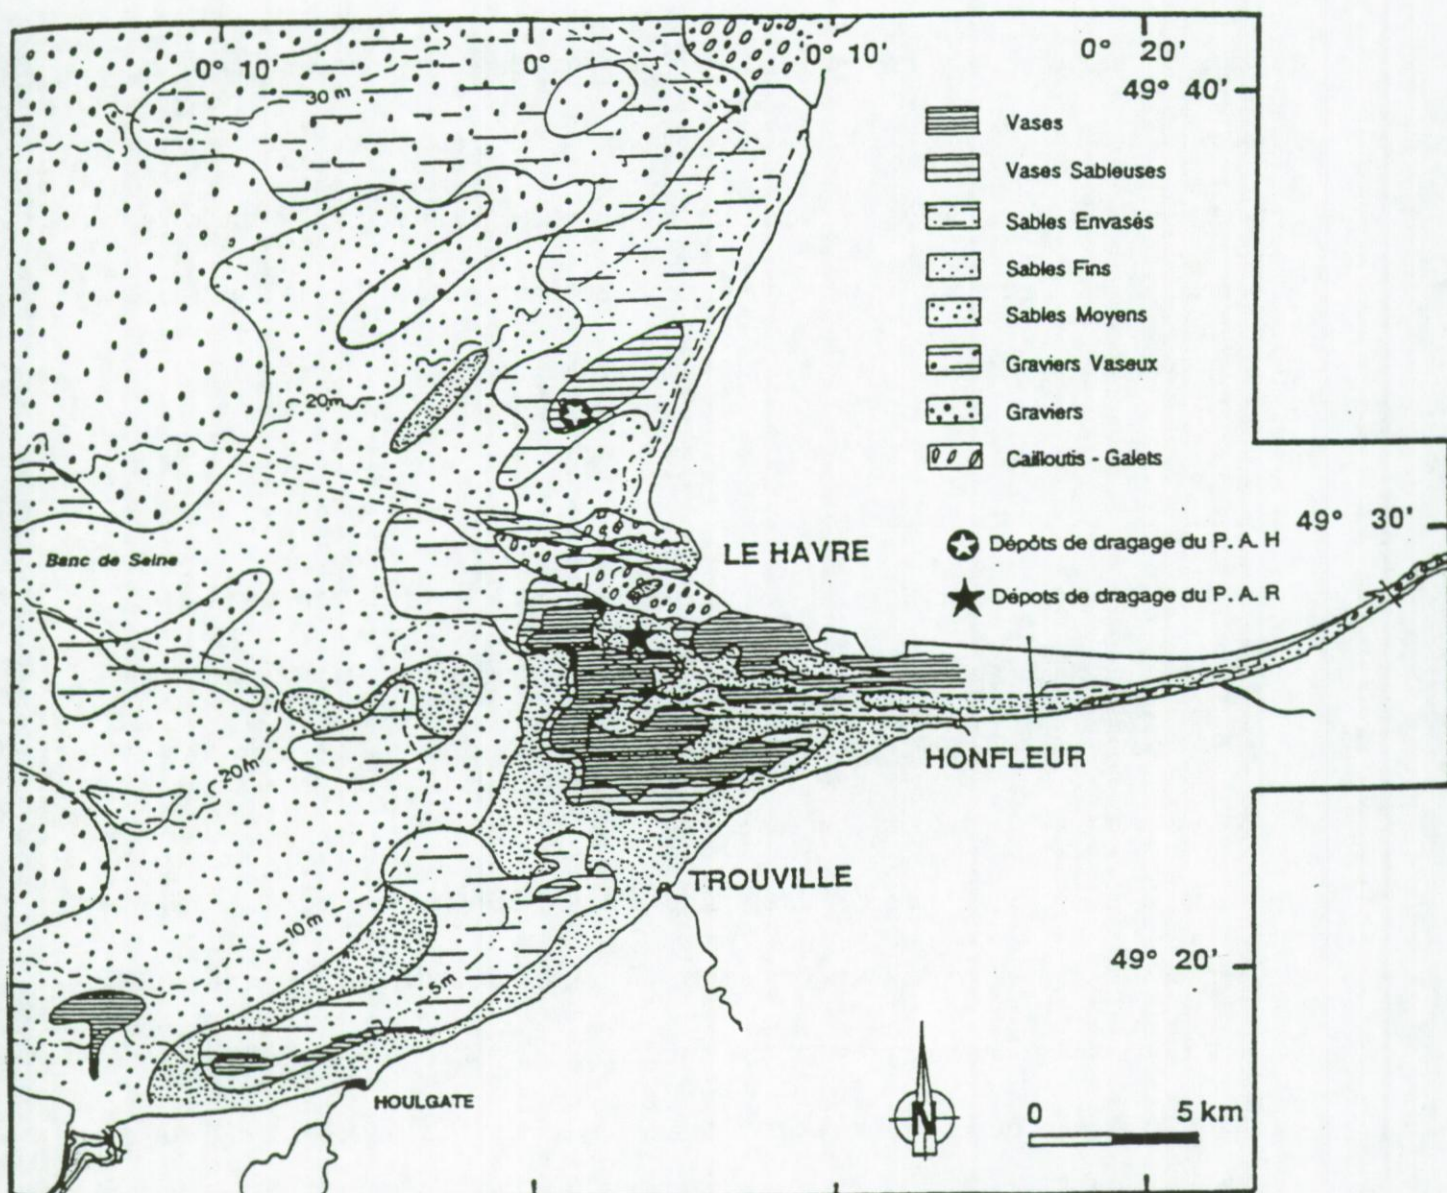 0° 10'
0°
0° 10'
0° 20'
49° 40'
30 m
Vases
Vases Sableuses
Sables Envasés
Sables Fins
Sables Moyens
Graviers Vaseux
Graviers
Cailloutis - Galets
20m
49° 30'
LE HAVRE
Dépôts de dragage du P. A. H
Banc de Seine
Dépots de dragage du P. A. R
20m
HONFLEUR
TROUVILLE
10 m
49° 20'
5 m
HOULGATE
N
0 5 km